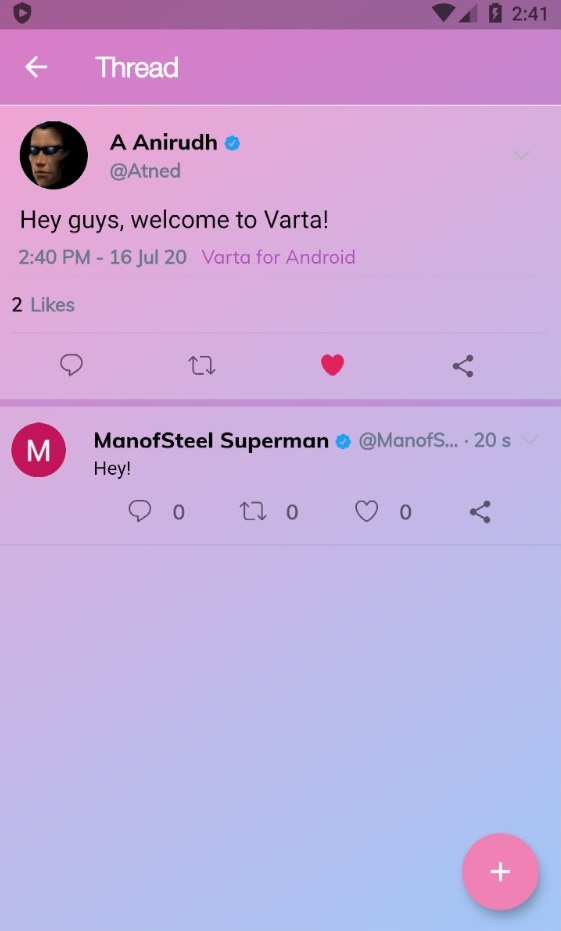 2:41
Thread
A Anirudh
@Atned
Hey guys, welcome to Varta!
2:40 PM - 16 Jul 20 Varta for Android
2 Likes
M
ManofSteel Superman @ManofS... · 20 s
Hey!
0 0 0